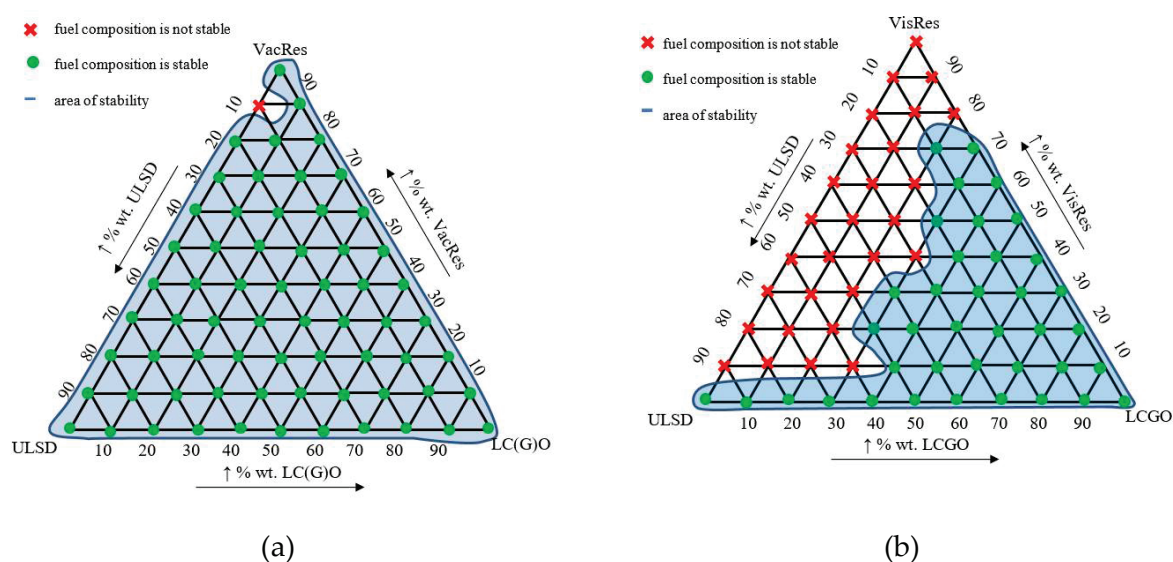 fuel composition is not stable
fuel composition is stable
area of stability
VacRes
10
20
30
40
50
60
70
80
90
↑ % wt. ULSD
90
80
70
60
50
40
30
20
10
↑ % wt. VacRes
ULSD
10
20
30
40
50
60
70
80
90
LC(G)O
↑ % wt. LC(G)O
(a)
fuel composition is not stable
fuel composition is stable
area of stability
VisRes
10
20
30
40
50
60
70
80
90
↑ % wt. ULSD
90
80
70
60
50
40
30
20
10
↑ % wt. VisRes
ULSD
10
20
30
40
50
60
70
80
90
LCGO
↑ % wt. LCGO
(b)